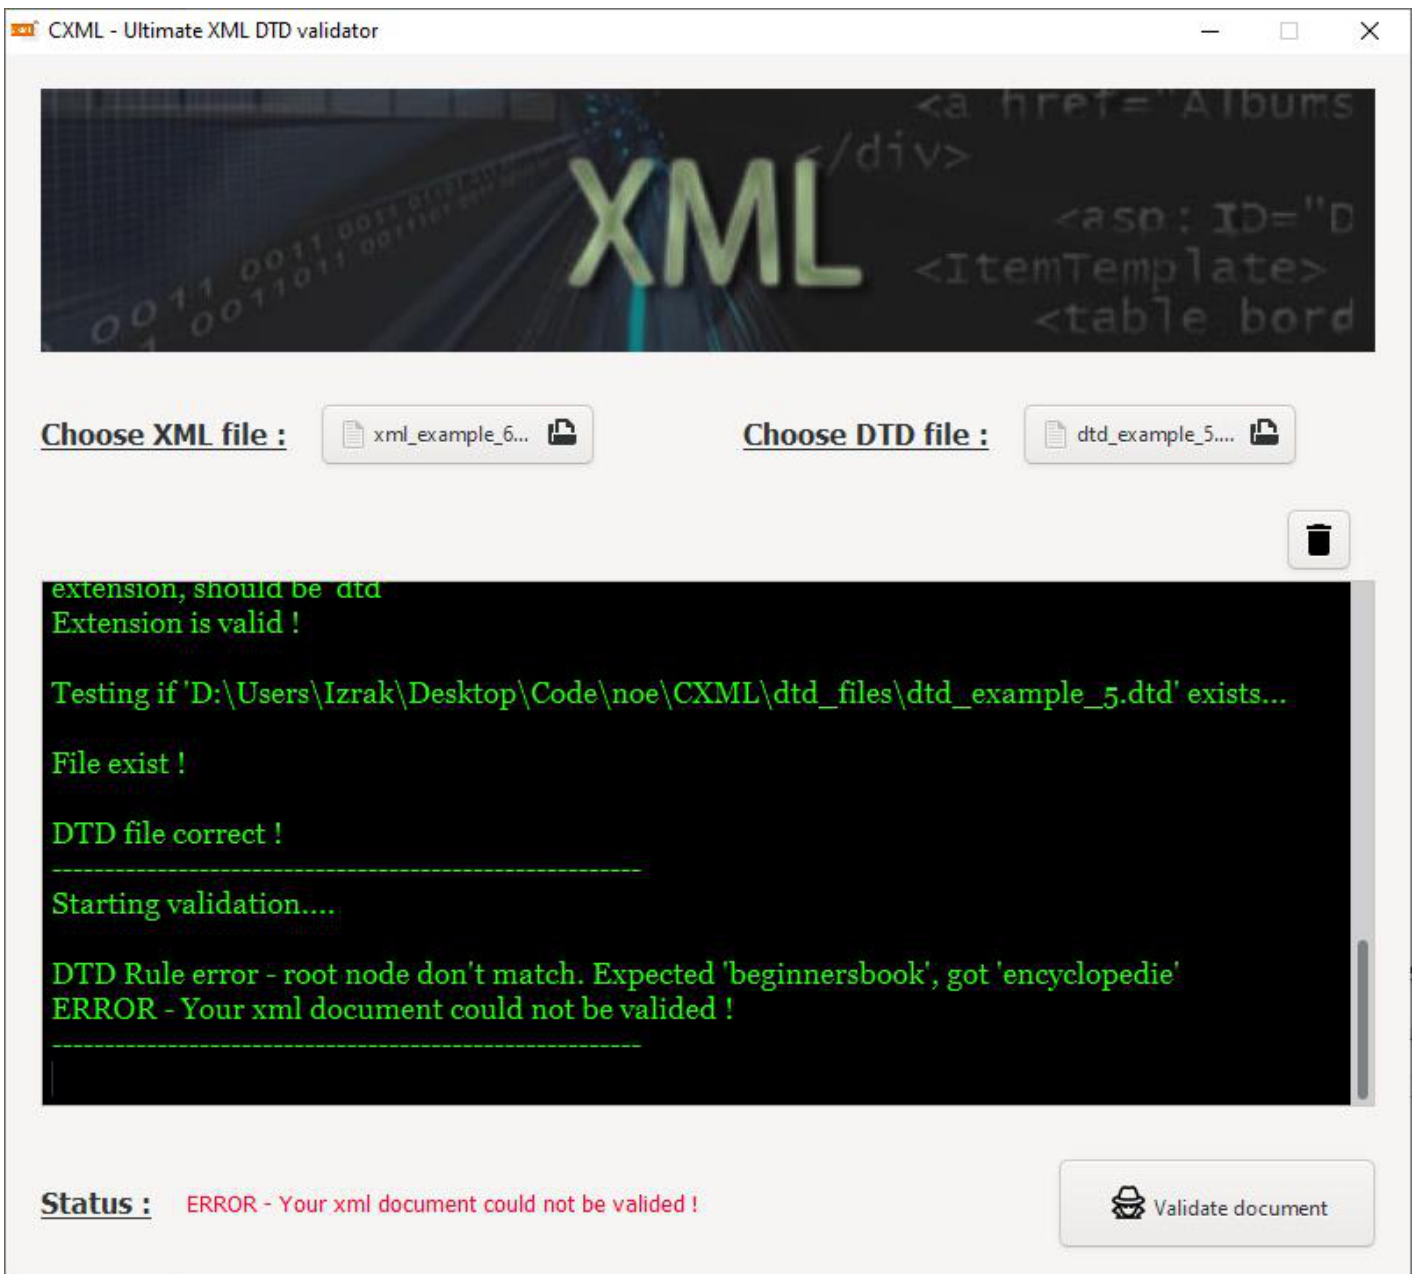 CXML - Ultimate XML DTD validator
<a href="Albums
</div>
XML
<asp: ID="D
<ItemTemplate>
<table bord
Choose XML file :
xml_example_6...
Choose DTD file :
dtd_example_5....
extension, should be 'dtd'
Extension is valid !
Testing if 'D:\Users\Izrak\Desktop\Code\noe\CXML\dtd_files\dtd_example_5.dtd' exists...
File exist !
DTD file correct !
--------------------------------------------------------
Starting validation....
DTD Rule error - root node don't match. Expected 'beginnersbook', got 'encyclopedie'
ERROR - Your xml document could not be valided !
--------------------------------------------------------
Status :
ERROR - Your xml document could not be valided !
Validate document